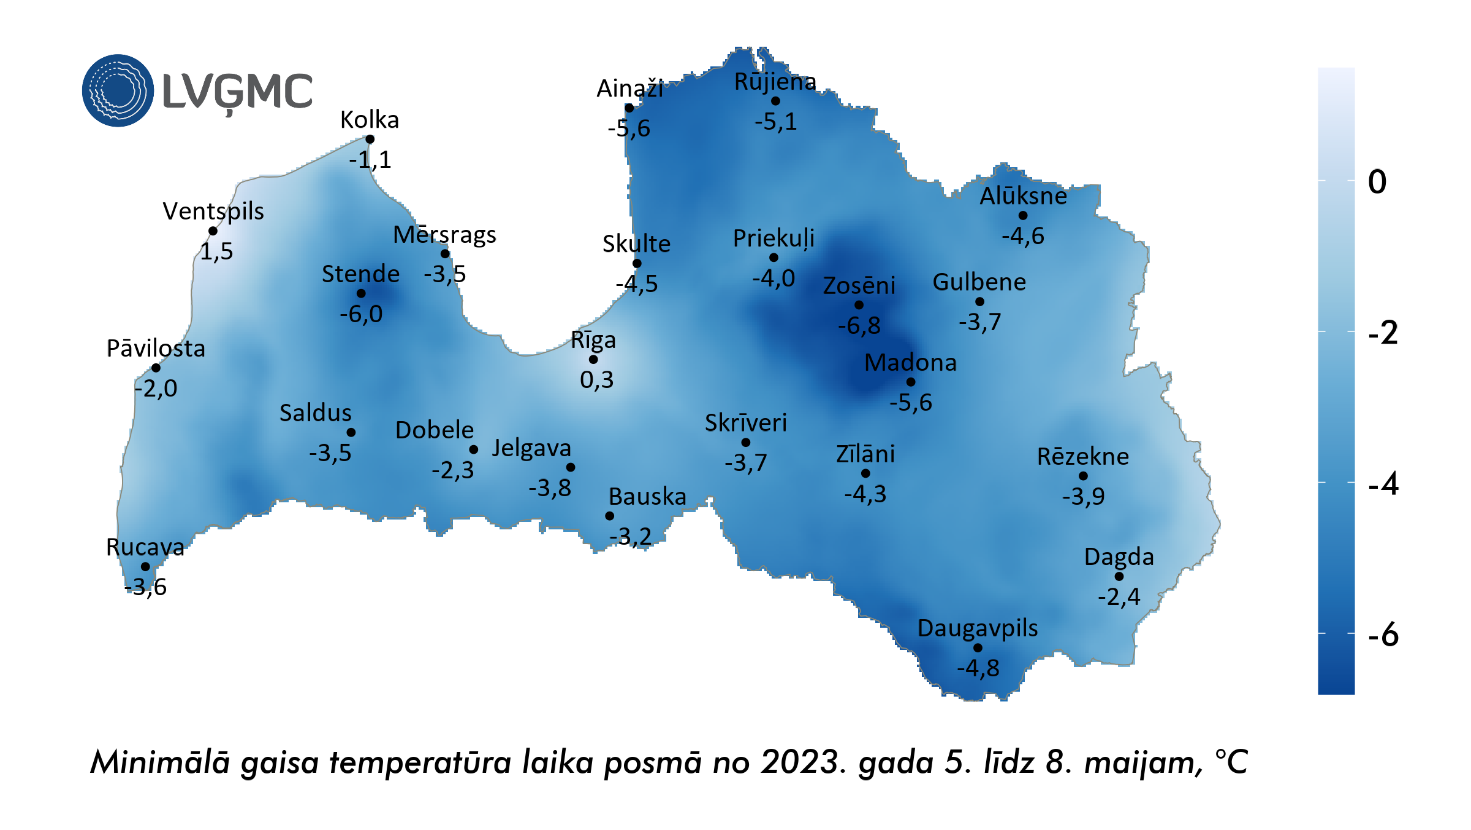 LVĢMC
Kolka
-1,1
Ainaži
-5,6
Rūjiena
-5,1
Alūksne
-4,6
Ventspils
1,5
Mērsrags
-3,5
Stende
-6,0
Skulte
-4,5
Priekuļi
-4,0
Zosēni
-6,8
Gulbene
-3,7
Pāvilosta
-2,0
Rīga
0,3
Madona
-5,6
Saldus
-3,5
Dobele
-2,3
Jelgava
-3,8
Skrīveri
-3,7
Zīlāni
-4,3
Rēzekne
-3,9
Bauska
-3,2
Rucava
-3,6
Dagda
-2,4
Daugavpils
-4,8
0
-2
-4
-6
Minimālā gaisa temperatūra laika posmā no 2023. gada 5. līdz 8. maijam, °C